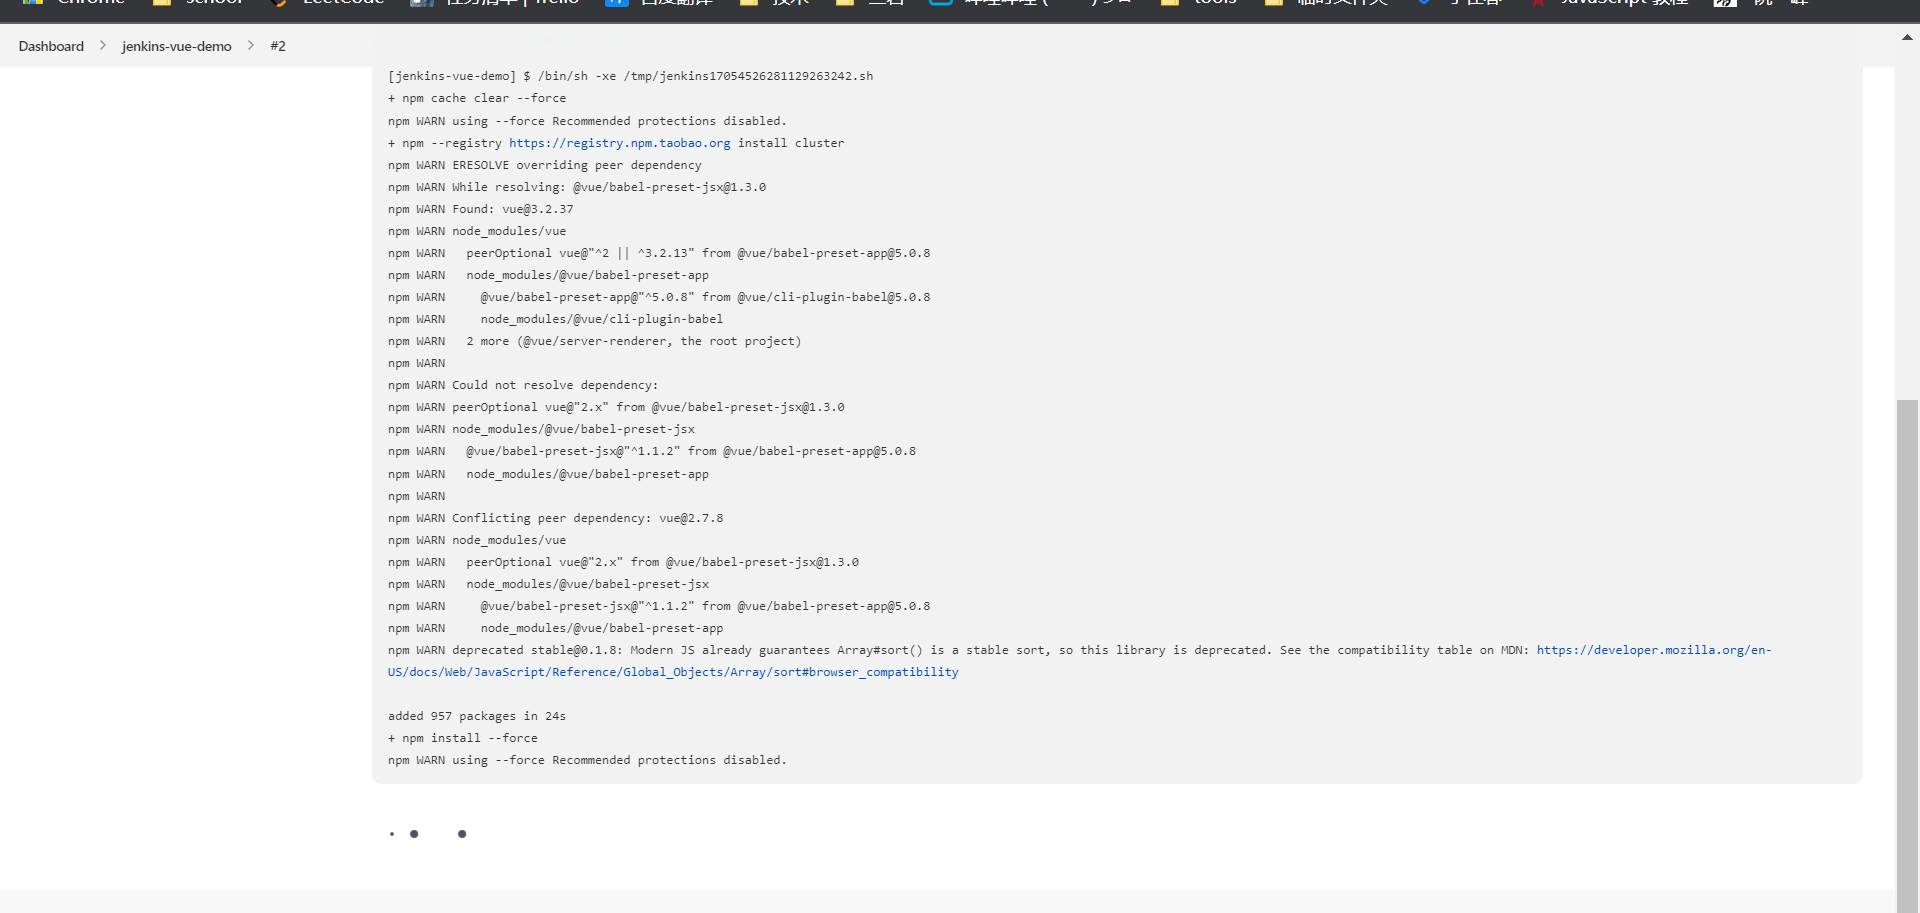 Chrome school LeetCode 任务清单 | Trello 百度翻译 技术 tools 临时文件夹 JavaScript 教程
Dashboard jenkins-vue-demo #2
[jenkins-vue-demo] $ /bin/sh -xe /tmp/jenkins17054526281129263242.sh
+ npm cache clear --force
npm WARN using --force Recommended protections disabled.
+ npm --registry https://registry.npm.taobao.org install cluster
npm WARN ERESOLVE overriding peer dependency
npm WARN While resolving: @vue/babel-preset-jsx@1.3.0
npm WARN Found: vue@3.2.37
npm WARN node_modules/vue
npm WARN   peerOptional vue@"^2 || ^3.2.13" from @vue/babel-preset-app@5.0.8
npm WARN   node_modules/@vue/babel-preset-app
npm WARN     @vue/babel-preset-app@"^5.0.8" from @vue/cli-plugin-babel@5.0.8
npm WARN     node_modules/@vue/cli-plugin-babel
npm WARN   2 more (@vue/server-renderer, the root project)
npm WARN
npm WARN Could not resolve dependency:
npm WARN peerOptional vue@"2.x" from @vue/babel-preset-jsx@1.3.0
npm WARN node_modules/@vue/babel-preset-jsx
npm WARN   @vue/babel-preset-jsx@"^1.1.2" from @vue/babel-preset-app@5.0.8
npm WARN   node_modules/@vue/babel-preset-app
npm WARN
npm WARN Conflicting peer dependency: vue@2.7.8
npm WARN node_modules/vue
npm WARN   peerOptional vue@"2.x" from @vue/babel-preset-jsx@1.3.0
npm WARN   node_modules/@vue/babel-preset-jsx
npm WARN     @vue/babel-preset-jsx@"^1.1.2" from @vue/babel-preset-app@5.0.8
npm WARN     node_modules/@vue/babel-preset-app
npm WARN deprecated stable@0.1.8: Modern JS already guarantees Array#sort() is a stable sort, so this library is deprecated. See the compatibility table on MDN: https://developer.mozilla.org/en-
US/docs/Web/JavaScript/Reference/Global_Objects/Array/sort#browser_compatibility
added 957 packages in 24s
+ npm install --force
npm WARN using --force Recommended protections disabled.